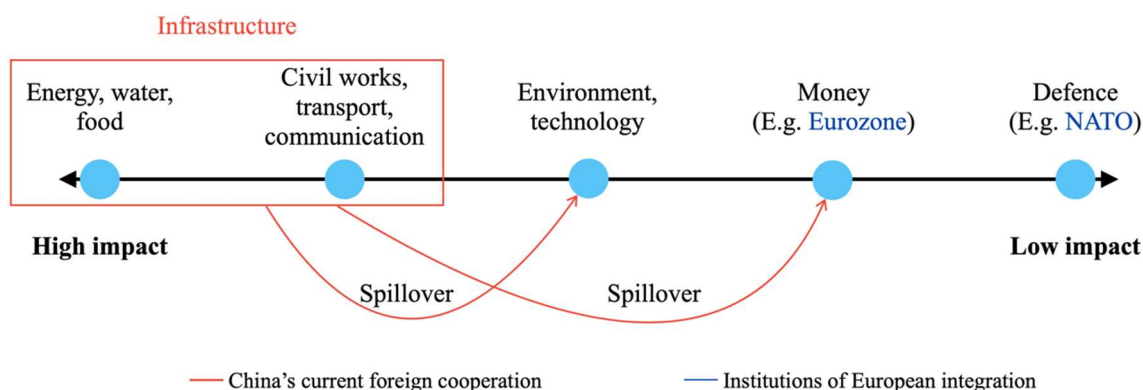 Infrastructure
Energy, water,
food
Civil works,
transport,
communication
Environment,
technology
Money
(E.g. Eurozone)
Defence
(E.g. NATO)
High impact
Low impact
Spillover
Spillover
China’s current foreign cooperation
Institutions of European integration